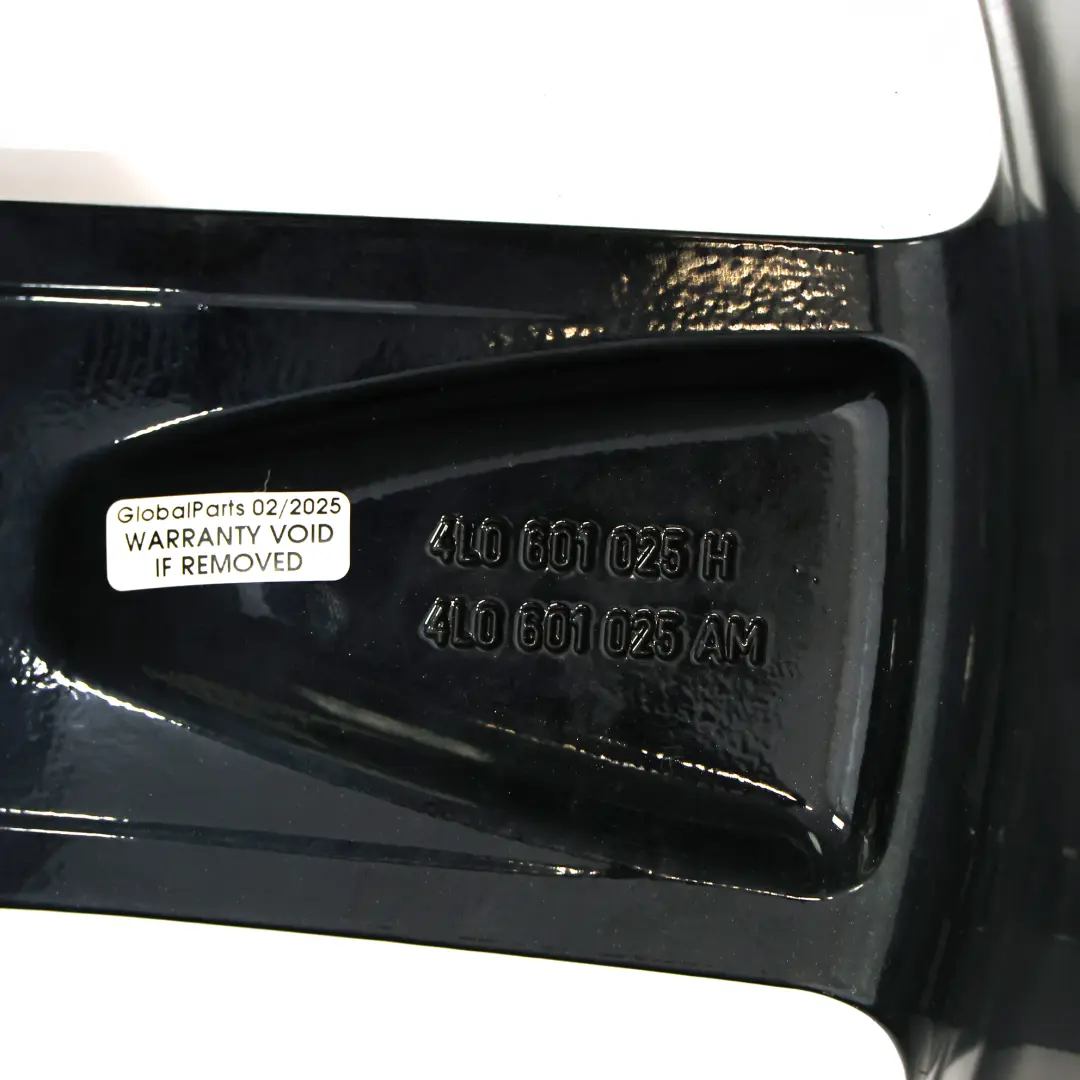 GlobalParts 02/2025
WARRANTY VOID
IF REMOVED
4L0 601 025 H
4L0 601 025 AM